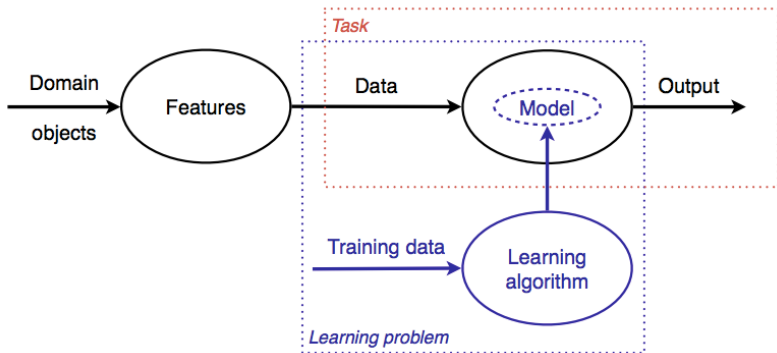 Task
Domain
objects
Features
Data
Model
Output
Training data
Learning
algorithm
Learning problem